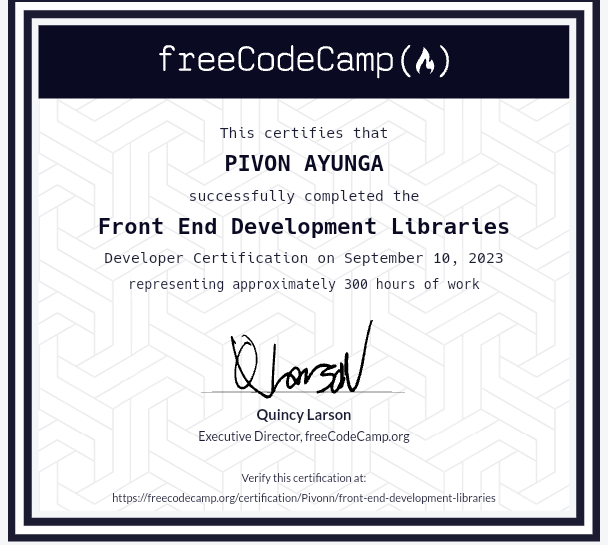 freeCodeCamp(🔥)
This certifies that
PIVON AYUNGA
successfully completed the
Front End Development Libraries
Developer Certification on September 10, 2023
representing approximately 300 hours of work
QLarson
Quincy Larson
Executive Director, freeCodeCamp.org
Verify this certification at:
https://freecodecamp.org/certification/Pivonn/front-end-development-libraries